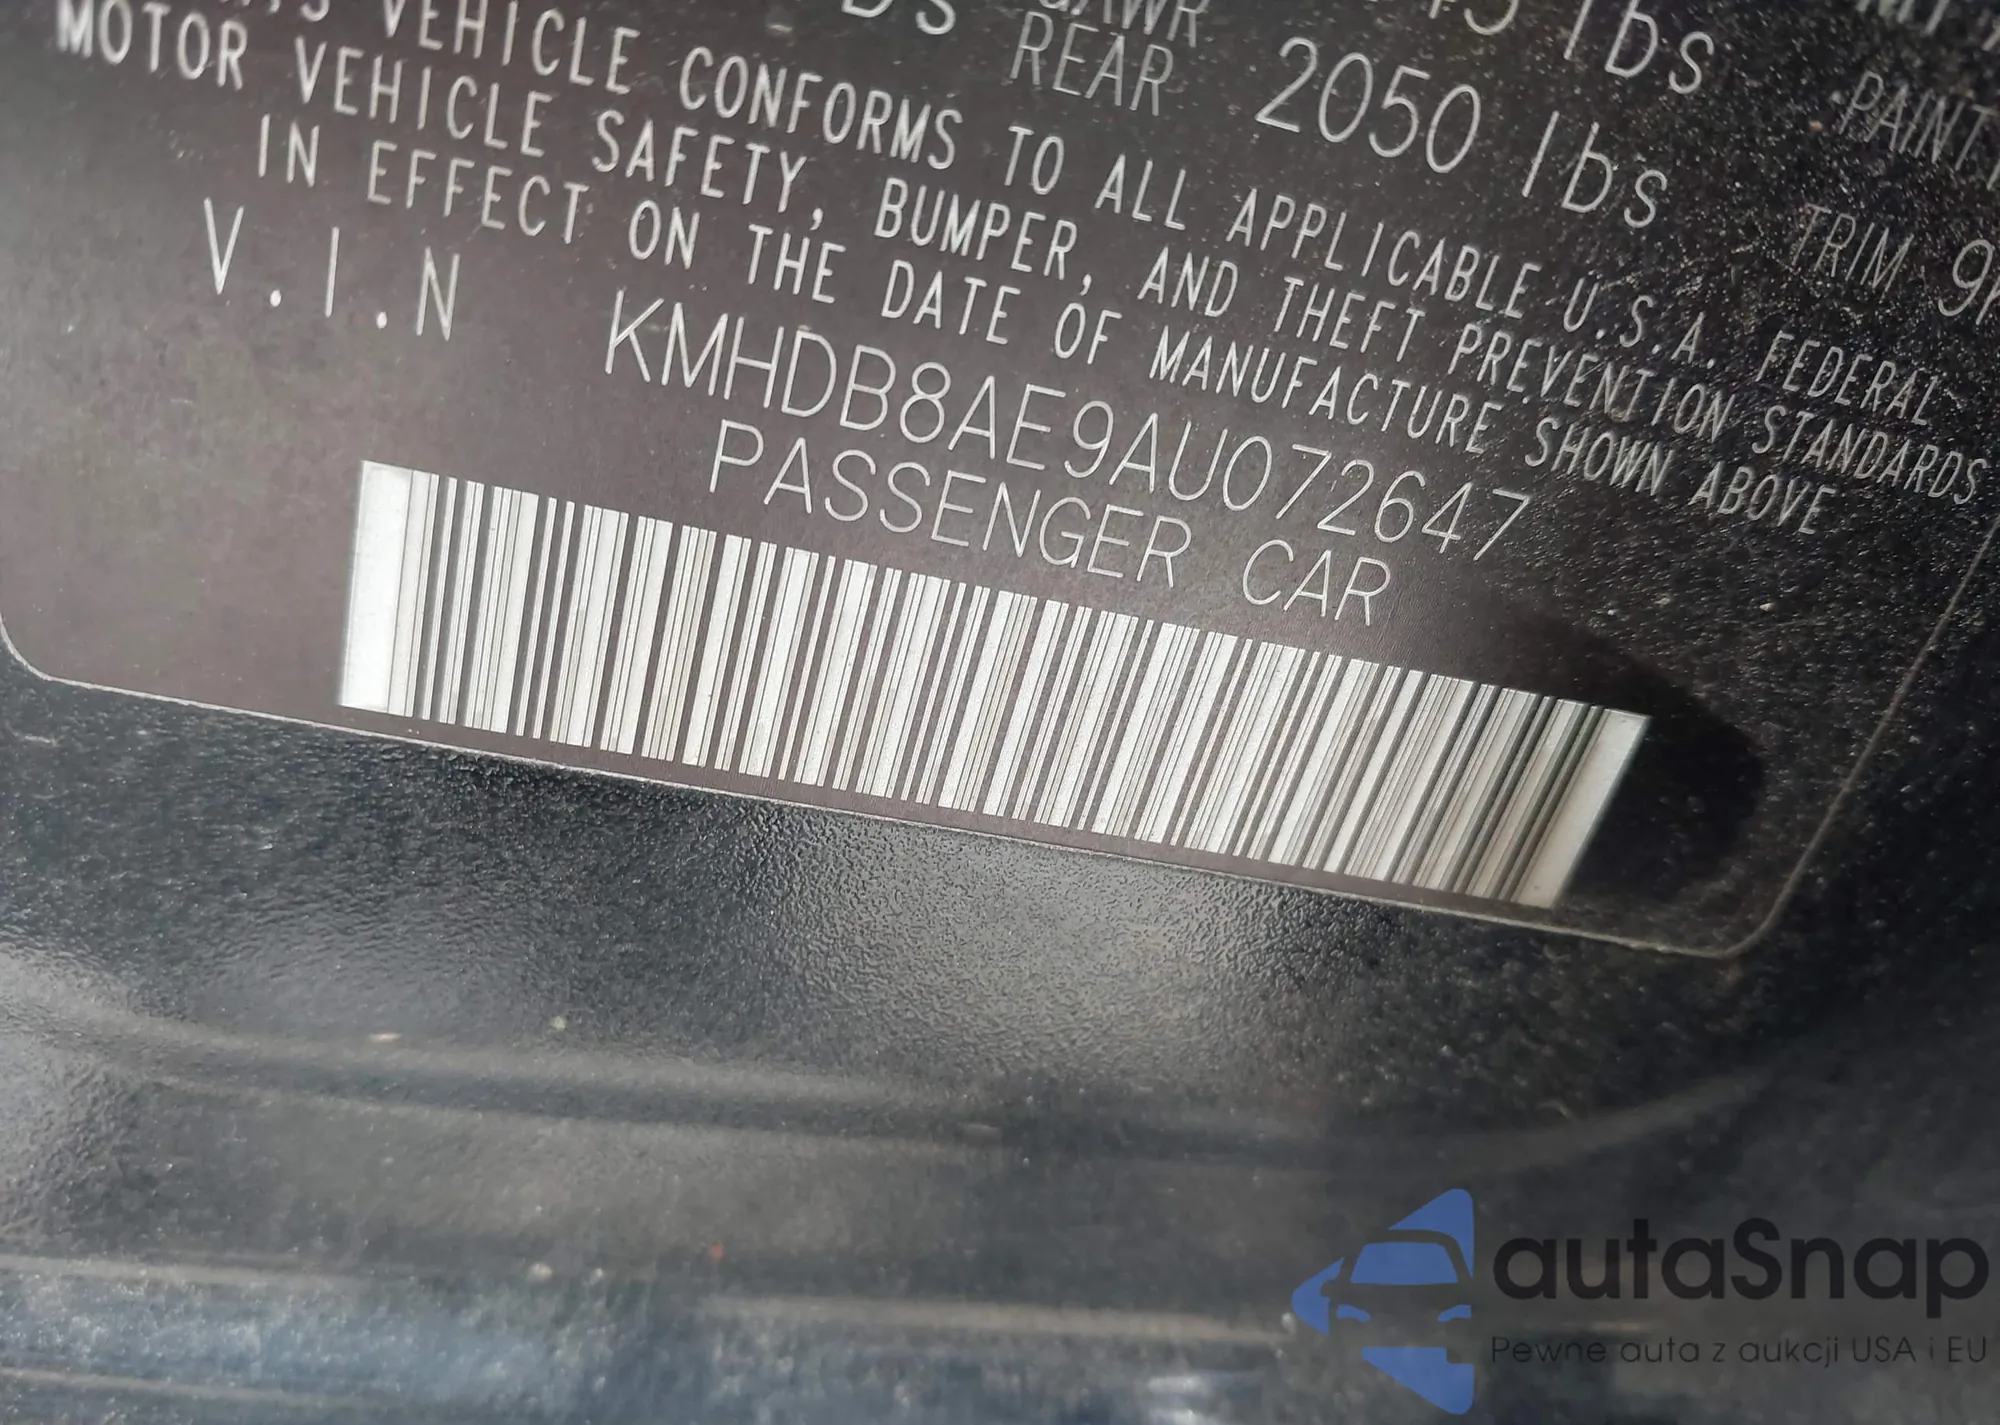 REAR 2050 lbs
PAINT
TRIM
VEHICLE CONFORMS TO ALL APPLICABLE U.S.A. FEDERAL
MOTOR VEHICLE SAFETY, BUMPER, AND THEFT PREVENTION STANDARDS
IN EFFECT ON THE DATE OF MANUFACTURE SHOWN ABOVE
V.I.N KMHDB8AE9AU072647
PASSENGER CAR
autaSnap
Pewne auta z aukcji USA i EU